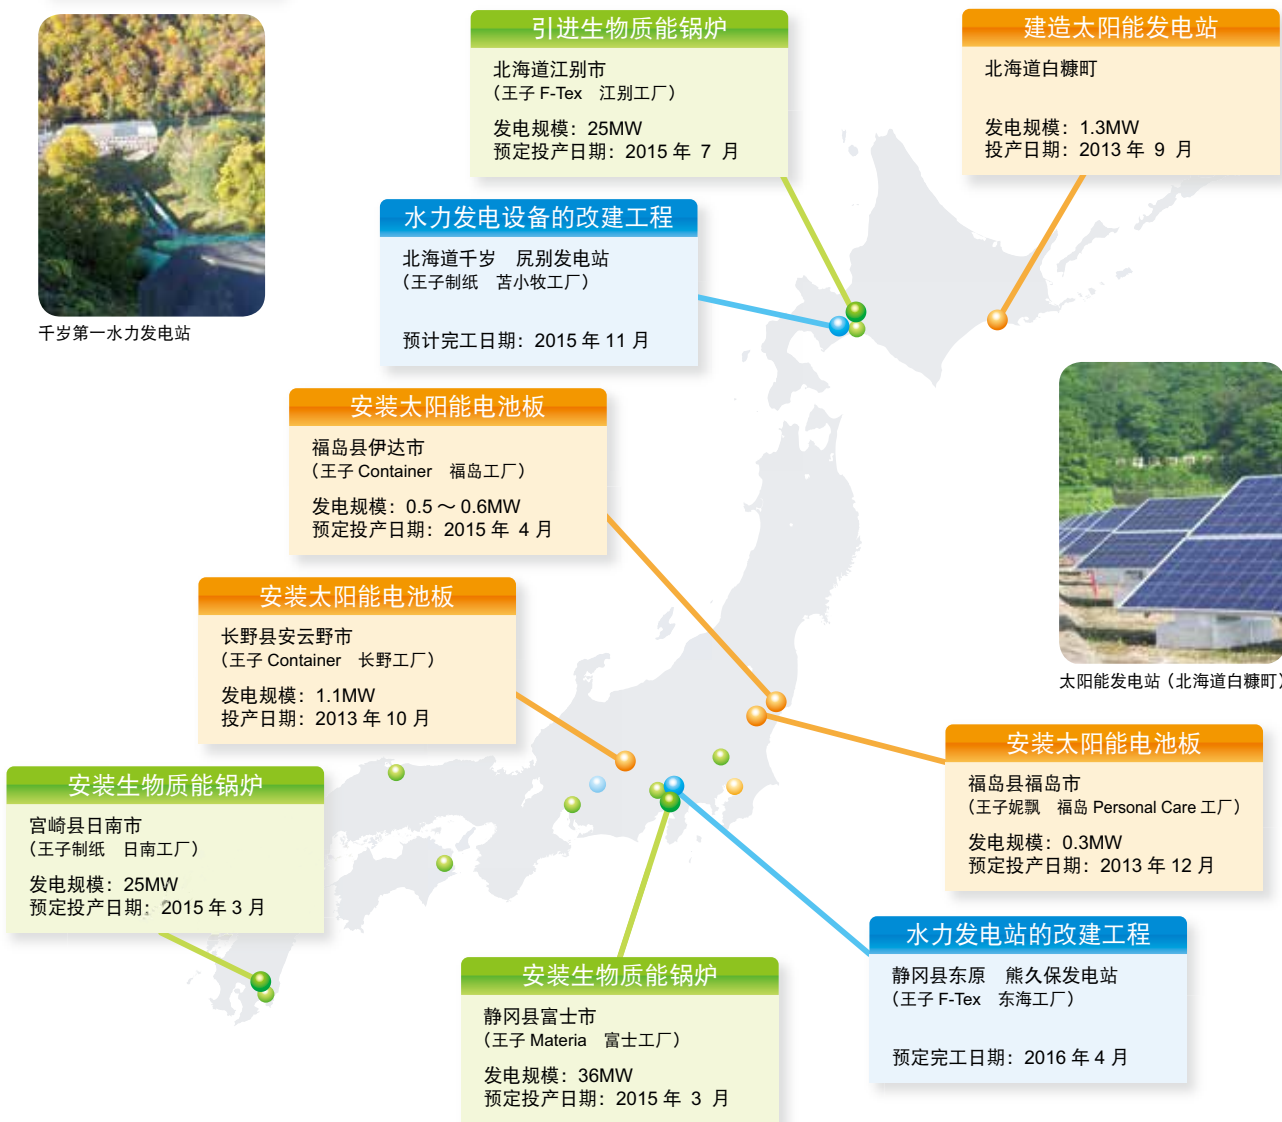 引进生物质能锅炉
北海道江别市
（王子 F-Tex　江别工厂）
发电规模：25MW
预定投产日期：2015 年 7 月
建造太阳能发电站
北海道白糠町
发电规模：1.3MW
投产日期：2013 年 9 月
千岁第一水力发电站
水力发电设备的改建工程
北海道千岁　尻别发电站
（王子制纸　苫小牧工厂）
预计完工日期：2015 年 11 月
安装太阳能电池板
福岛县伊达市
（王子 Container　福岛工厂）
发电规模：0.5 ～ 0.6MW
预定投产日期：2015 年 4 月
太阳能发电站（北海道白糠町）
安装太阳能电池板
长野县安云野市
（王子 Container　长野工厂）
发电规模：1.1MW
投产日期：2013 年 10 月
安装太阳能电池板
福岛县福岛市
（王子妮飘　福岛 Personal Care 工厂）
发电规模：0.3MW
预定投产日期：2013 年 12 月
安装生物质能锅炉
宫崎县日南市
（王子制纸　日南工厂）
发电规模：25MW
预定投产日期：2015 年 3 月
安装生物质能锅炉
静冈县富士市
（王子 Materia　富士工厂）
发电规模：36MW
预定投产日期：2015 年 3 月
水力发电站的改建工程
静冈县东原　熊久保发电站
（王子 F-Tex　东海工厂）
预定完工日期：2016 年 4 月